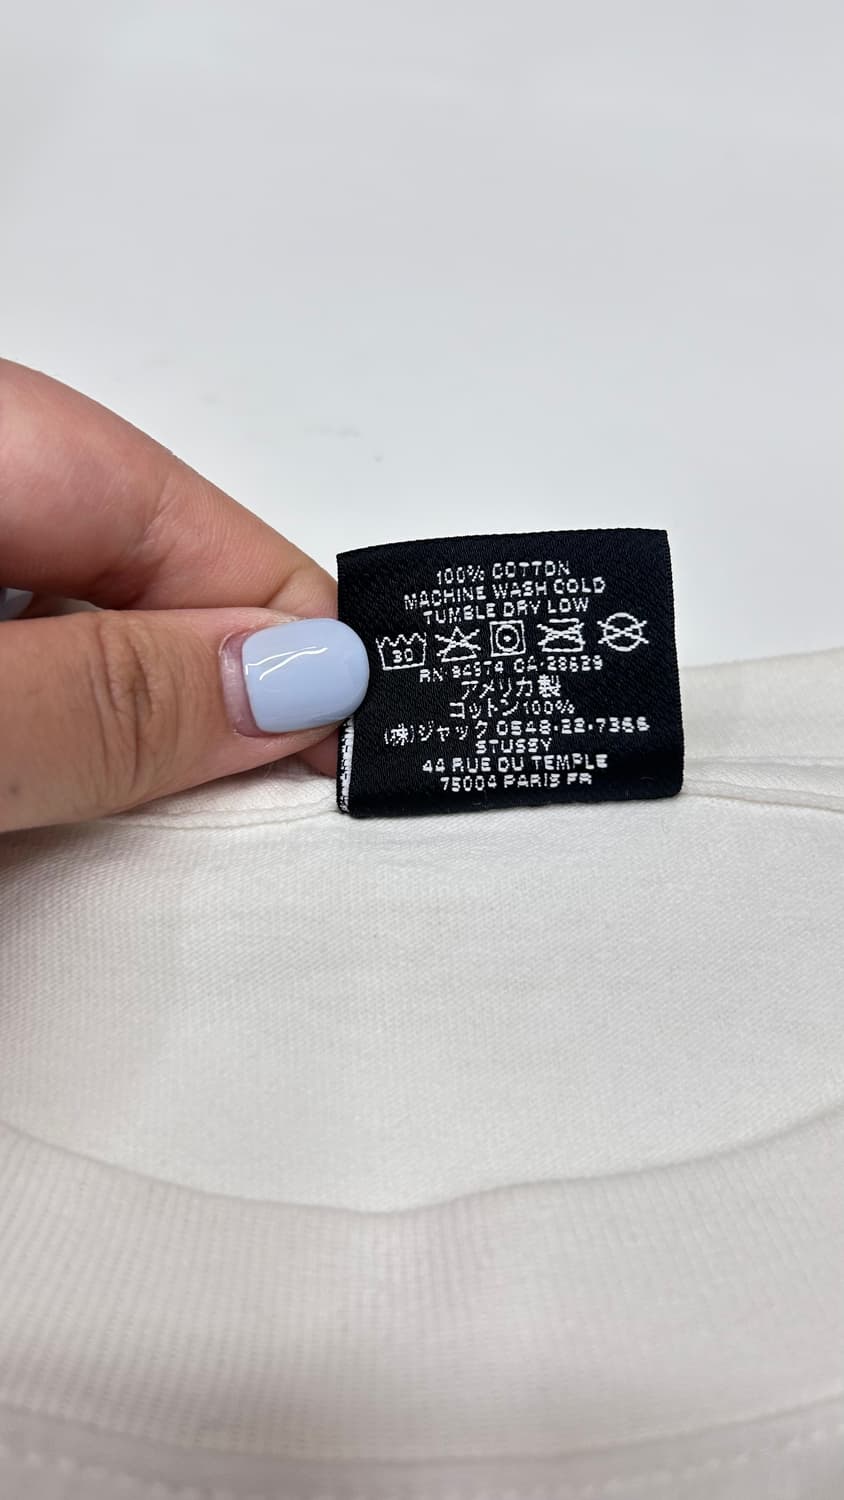 100% COTTON
MACHINE WASH COLD
TUMBLE DRY LOW
30
RN 94974 CA-28629
アメリカ製
コットン100%
(株)ジャック 0548-22-7366
STUSSY
44 RUE DU TEMPLE
75004 PARIS FR